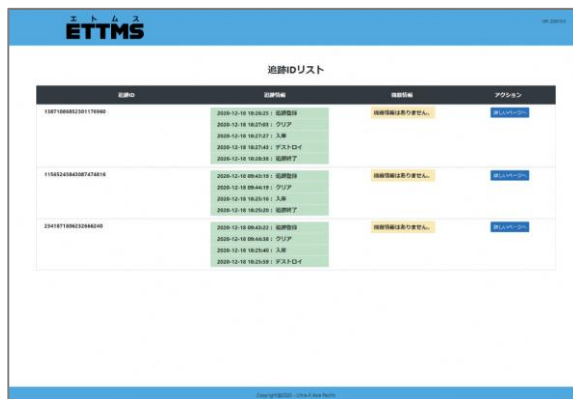 エトムス
ETTMS
追跡IDリスト
追跡ID 追跡情報 機器情報 アクション
2020-12-18 18:26:25 : 追跡登録 機器情報はありません。 詳しいページへ
2020-12-18 18:27:05 : クリア
2020-12-18 18:27:27 : 入庫
2020-12-18 18:27:43 : デストロイ
2020-12-18 18:28:38 : 追跡終了
11565243843087474816 2020-12-18 09:43:19 : 追跡登録 機器情報はありません。 詳しいページへ
2020-12-18 09:44:19 : クリア
2020-12-18 18:25:16 : 入庫
2020-12-18 18:25:20 : 追跡終了
2341871896232666240 2020-12-18 09:43:22 : 追跡登録 機器情報はありません。 詳しいページへ
2020-12-18 09:44:38 : クリア
2020-12-18 18:25:40 : 入庫
2020-12-18 18:25:59 : デストロイ